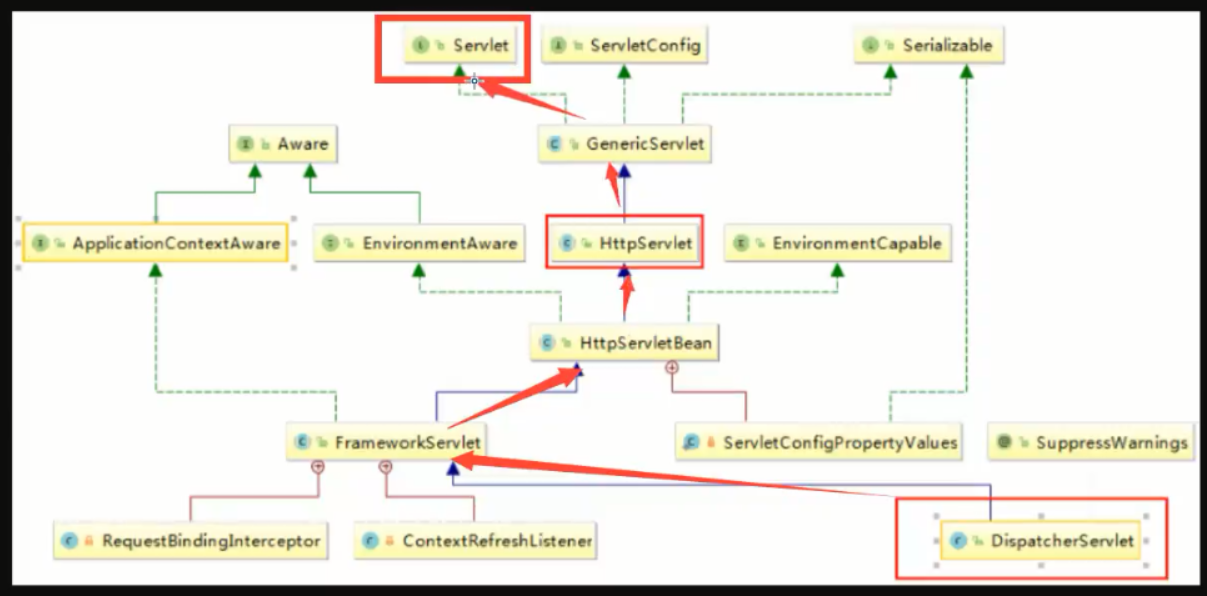 Servlet
ServletConfig
Serializable
Aware
GenericServlet
ApplicationContextAware
EnvironmentAware
HttpServlet
EnvironmentCapable
HttpServletBean
FrameworkServlet
ServletConfigPropertyValues
SuppressWarnings
RequestBindingInterceptor
ContextRefreshListener
DispatcherServlet